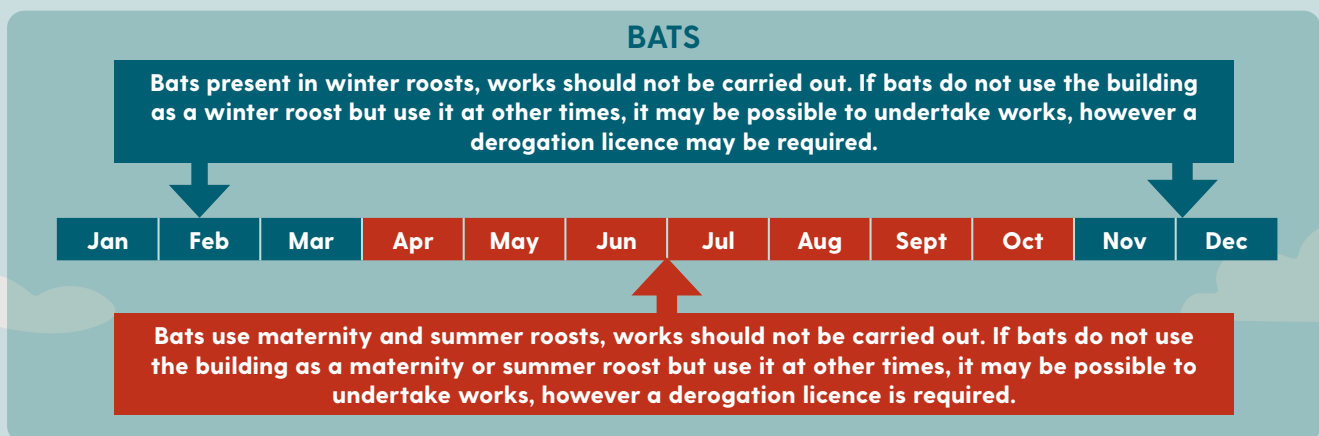 BATS
Bats present in winter roosts, works should not be carried out. If bats do not use the building
as a winter roost but use it at other times, it may be possible to undertake works, however a
derogation licence may be required.
Jan Feb Mar Apr May Jun Jul Aug Sept Oct Nov Dec
Bats use maternity and summer roosts, works should not be carried out. If bats do not use
the building as a maternity or summer roost but use it at other times, it may be possible to
undertake works, however a derogation licence is required.